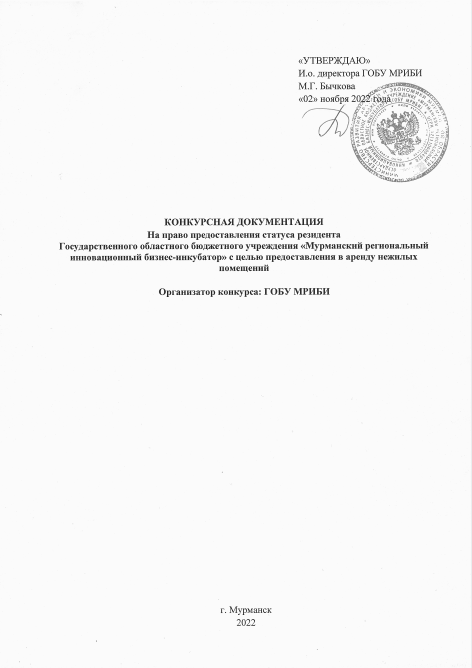 «УТВЕРЖДАЮ»
И.о. директора ГОБУ МРИБИ
М.Г. Бычкова
«02» ноября 2022 года
КОНКУРСНАЯ ДОКУМЕНТАЦИЯ
На право предоставления статуса резидента
Государственного областного бюджетного учреждения «Мурманский региональный
инновационный бизнес-инкубатор» с целью предоставления в аренду нежилых
помещений
Организатор конкурса: ГОБУ МРИБИ
г. Мурманск
2022